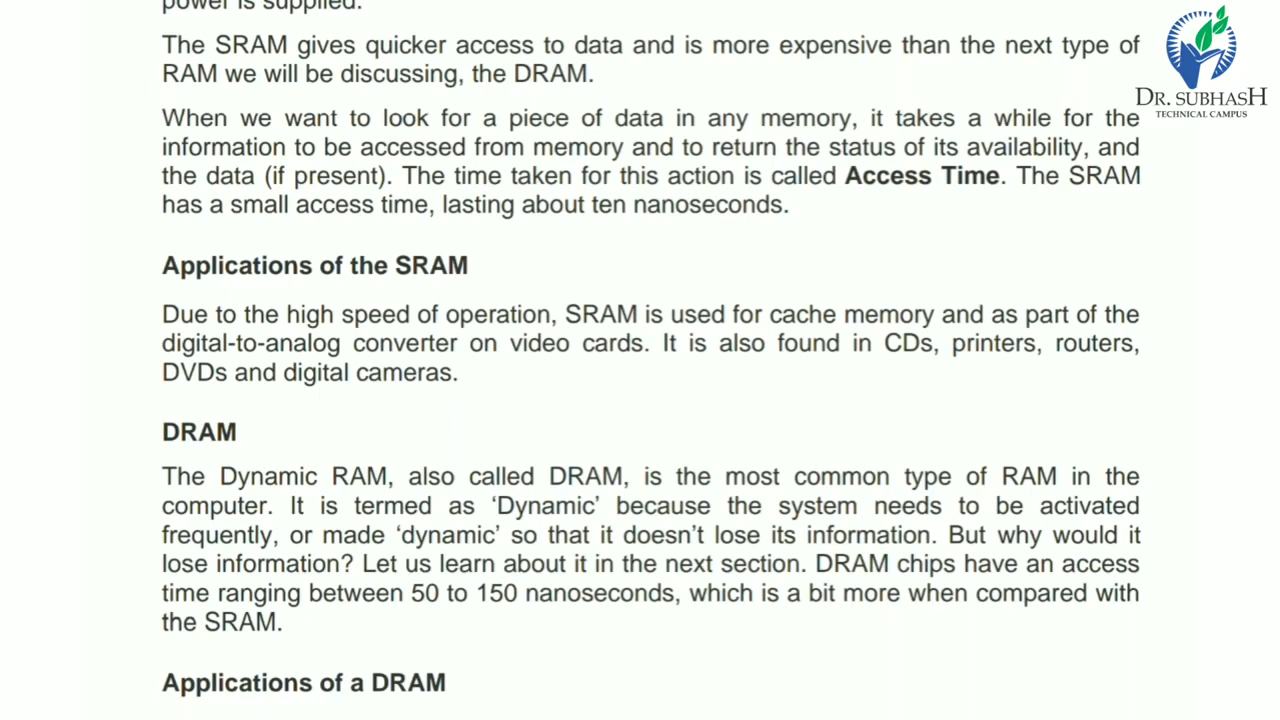 power is supplied.
The SRAM gives quicker access to data and is more expensive than the next type of
RAM we will be discussing, the DRAM.
When we want to look for a piece of data in any memory, it takes a while for the
information to be accessed from memory and to return the status of its availability, and
the data (if present). The time taken for this action is called Access Time. The SRAM
has a small access time, lasting about ten nanoseconds.
Applications of the SRAM
Due to the high speed of operation, SRAM is used for cache memory and as part of the
digital-to-analog converter on video cards. It is also found in CDs, printers, routers,
DVDs and digital cameras.
DRAM
The Dynamic RAM, also called DRAM, is the most common type of RAM in the
computer. It is termed as ‘Dynamic’ because the system needs to be activated
frequently, or made ‘dynamic’ so that it doesn’t lose its information. But why would it
lose information? Let us learn about it in the next section. DRAM chips have an access
time ranging between 50 to 150 nanoseconds, which is a bit more when compared with
the SRAM.
Applications of a DRAM
DR. SUBHASH
TECHNICAL CAMPUS